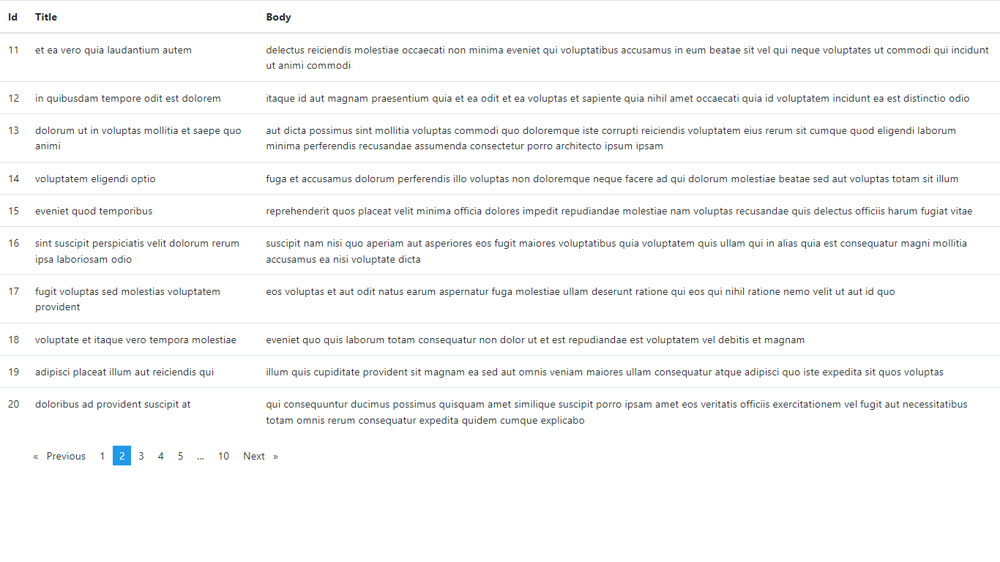 Id Title Body
11 et ea vero quia laudantium autem delectus reiciendis molestiae occaecati non minima eveniet qui voluptatibus accusamus in eum beatae sit vel qui neque voluptates ut commodi qui incidunt
ut animi commodi
12 in quibusdam tempore odit est dolorem itaque id aut magnam praesentium quia et ea odit et ea voluptas et sapiente quia nihil amet occaecati quia id voluptatem incidunt ea est distinctio odio
13 dolorum ut in voluptas mollitia et saepe quo aut dicta possimus sint mollitia voluptas commodi quo doloremque iste corrupti reiciendis voluptatem eius rerum sit cumque quod eligendi laborum
animi minima perferendis recusandae assumenda consectetur porro architecto ipsum ipsam
14 voluptatem eligendi optio fuga et accusamus dolorum perferendis illo voluptas non doloremque neque facere ad qui dolorum molestiae beatae sed aut voluptas totam sit illum
15 eveniet quod temporibus reprehenderit quos placeat velit minima officia dolores impedit repudiandae molestiae nam voluptas recusandae quis delectus officiis harum fugiat vitae
16 sint suscipit perspiciatis velit dolorum rerum suscipit nam nisi quo aperiam aut asperiores eos fugit maiores voluptatibus quia voluptatem quis ullam qui in alias quia est consequatur magni mollitia
ipsa laboriosam odio accusamus ea nisi voluptate dicta
17 fugit voluptas sed molestias voluptatem eos voluptas et aut odit natus earum aspernatur fuga molestiae ullam deserunt ratione qui eos qui nihil ratione nemo velit ut aut id quo
provident
18 voluptate et itaque vero tempora molestiae eveniet quo quis laborum totam consequatur non dolor ut et est repudiandae est voluptatem vel debitis et magnam
19 adipisci placeat illum aut reiciendis qui illum quis cupiditate provident sit magnam ea sed aut omnis veniam maiores ullam consequatur atque adipisci quo iste expedita sit quos voluptas
20 doloribus ad provident suscipit at qui consequuntur ducimus possimus quisquam amet similique suscipit porro ipsam amet eos veritatis officiis exercitationem vel fugit aut necessitatibus
totam omnis rerum consequatur expedita quidem cumque explicabo
« Previous 1 2 3 4 5 ... 10 Next »